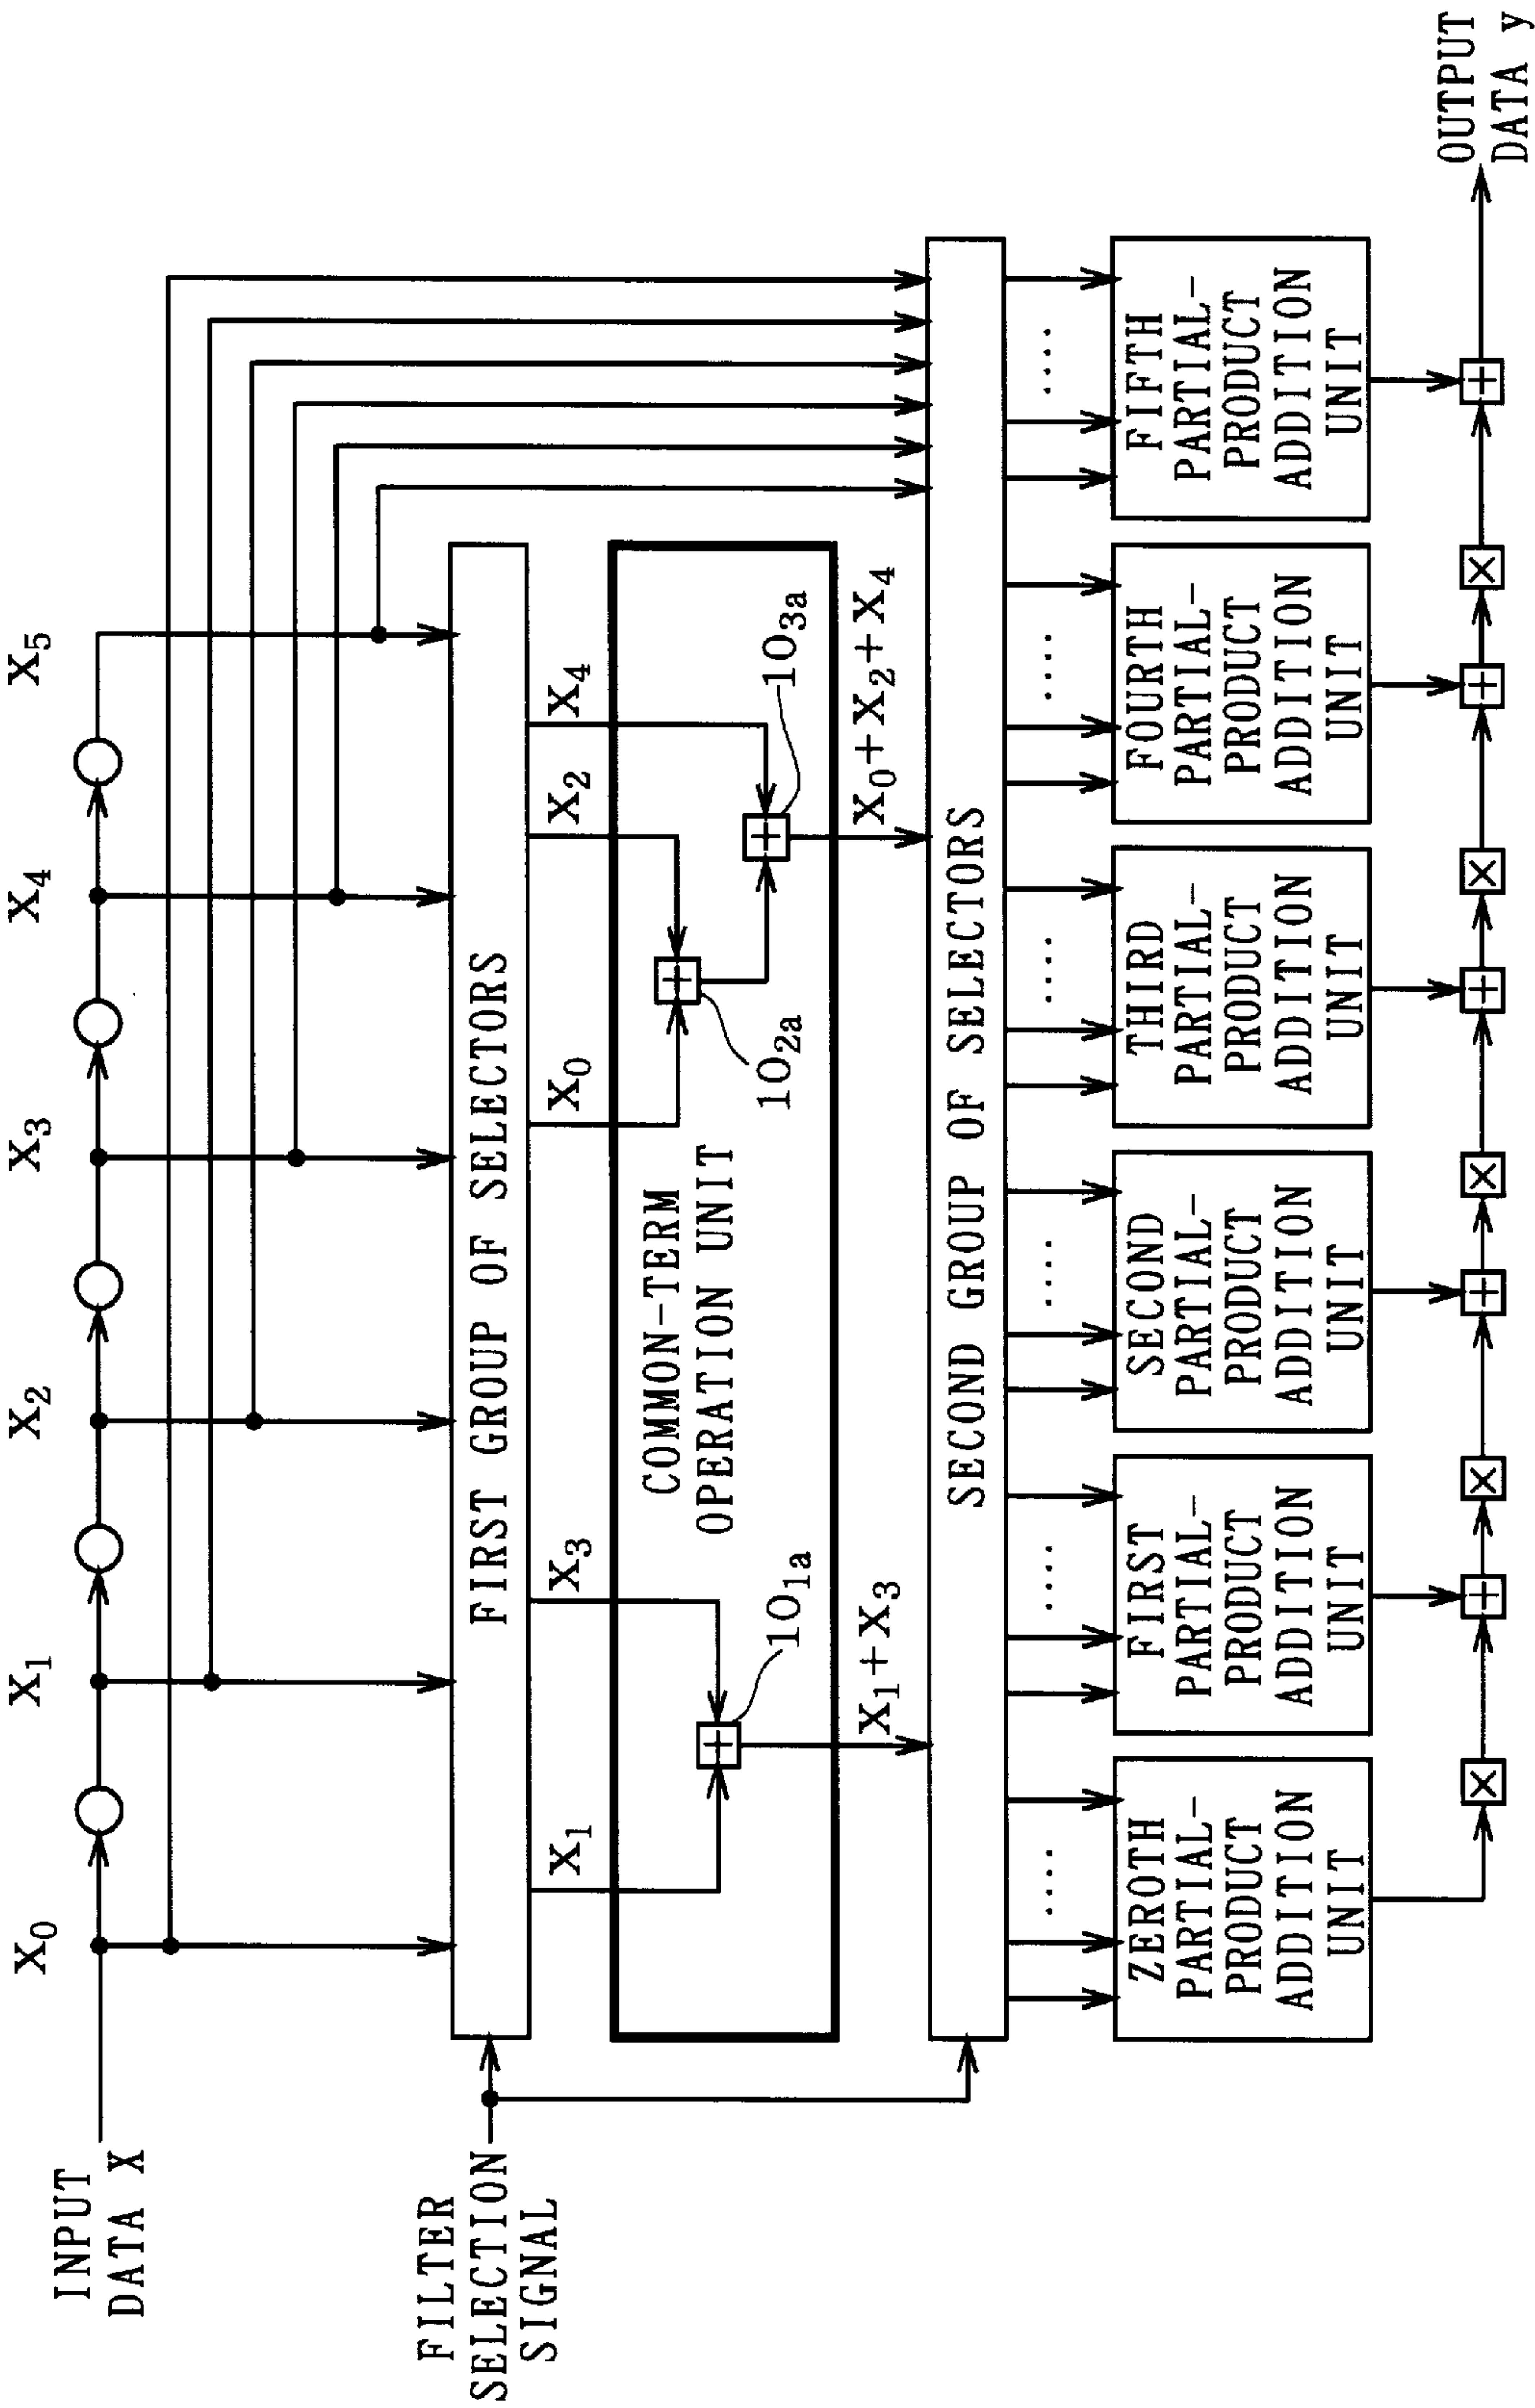 INPUT
DATA X
X₀
X₁
X₂
X₃
X₄
X₅
FILTER
SELECTION
SIGNAL
FIRST GROUP OF SELECTORS
X₁
X₃
X₀
X₂
X₄
COMMON-TERM
OPERATION UNIT
10₁ₐ
10₂ₐ
10₃ₐ
X₁+X₃
X₀+X₂+X₄
SECOND GROUP OF SELECTORS
ZEROTH
PARTIAL-
PRODUCT
ADDITION
UNIT
FIRST
PARTIAL-
PRODUCT
ADDITION
UNIT
SECOND
PARTIAL-
PRODUCT
ADDITION
UNIT
THIRD
PARTIAL-
PRODUCT
ADDITION
UNIT
FOURTH
PARTIAL-
PRODUCT
ADDITION
UNIT
FIFTH
PARTIAL-
PRODUCT
ADDITION
UNIT
OUTPUT
DATA y